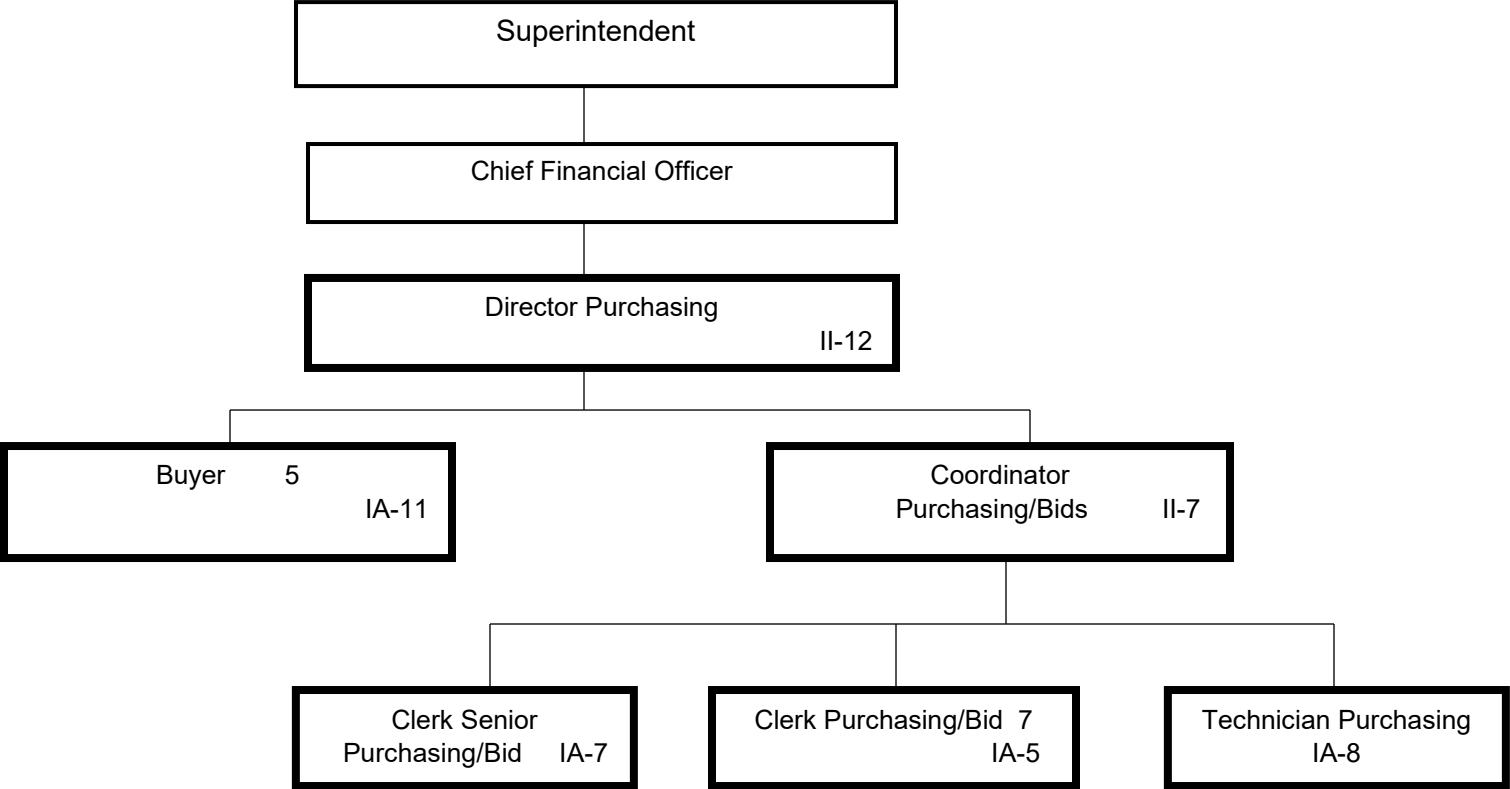 Superintendent
Chief Financial Officer
Director Purchasing
II-12
Buyer 5
IA-11
Coordinator
Purchasing/Bids II-7
Clerk Senior
Purchasing/Bid IA-7
Clerk Purchasing/Bid 7
IA-5
Technician Purchasing
IA-8